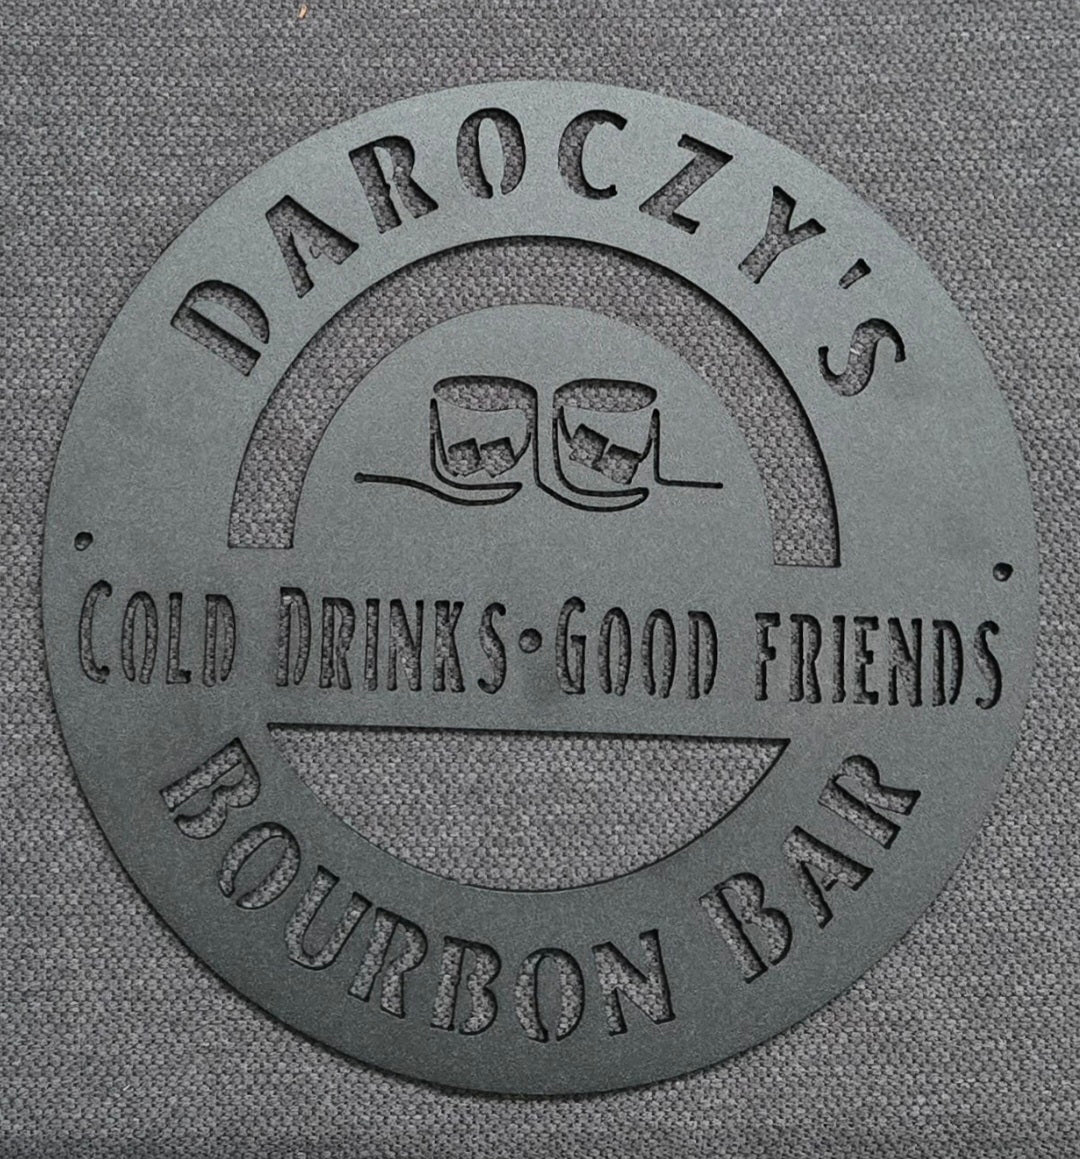 DAROCZY'S
COLD DRINKS • GOOD FRIENDS
BOURBON BAR